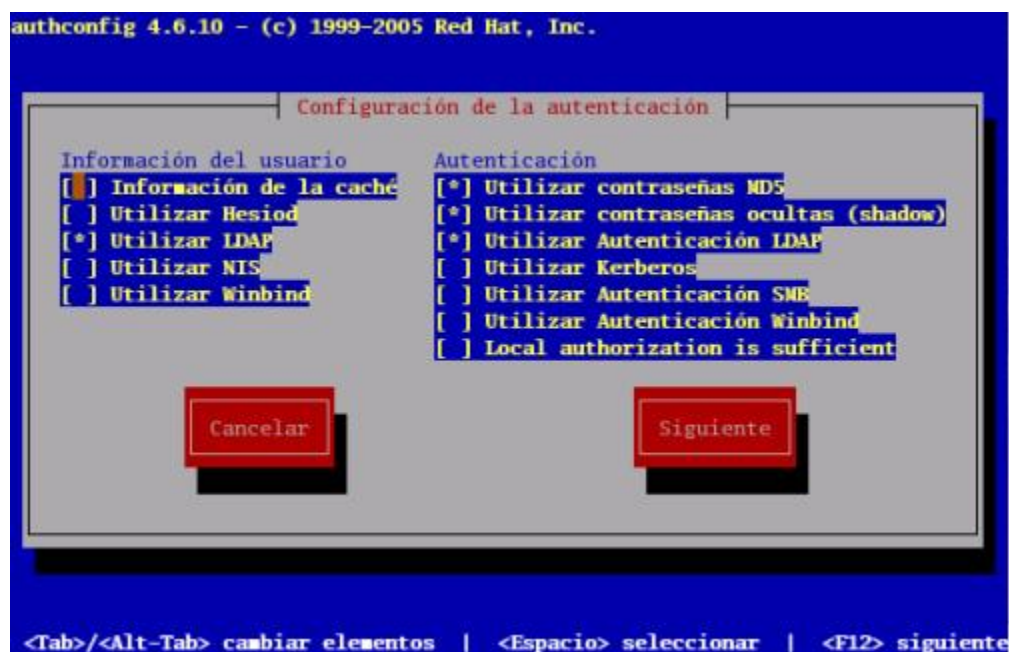 authconfig 4.6.10 - (c) 1999-2005 Red Hat, Inc.
Configuración de la autenticación
Información del usuario
[ ] Información de la caché
[ ] Utilizar Hesiod
[*] Utilizar LDAP
[ ] Utilizar NIS
[ ] Utilizar Winbind
Autenticación
[*] Utilizar contraseñas MD5
[*] Utilizar contraseñas ocultas (shadow)
[*] Utilizar Autenticación LDAP
[ ] Utilizar Kerberos
[ ] Utilizar Autenticación SMB
[ ] Utilizar Autenticación Winbind
[ ] Local authorization is sufficient
Cancelar
Siguiente
<Tab>/<Alt-Tab> cambiar elementos | <Espacio> seleccionar | <F12> siguiente